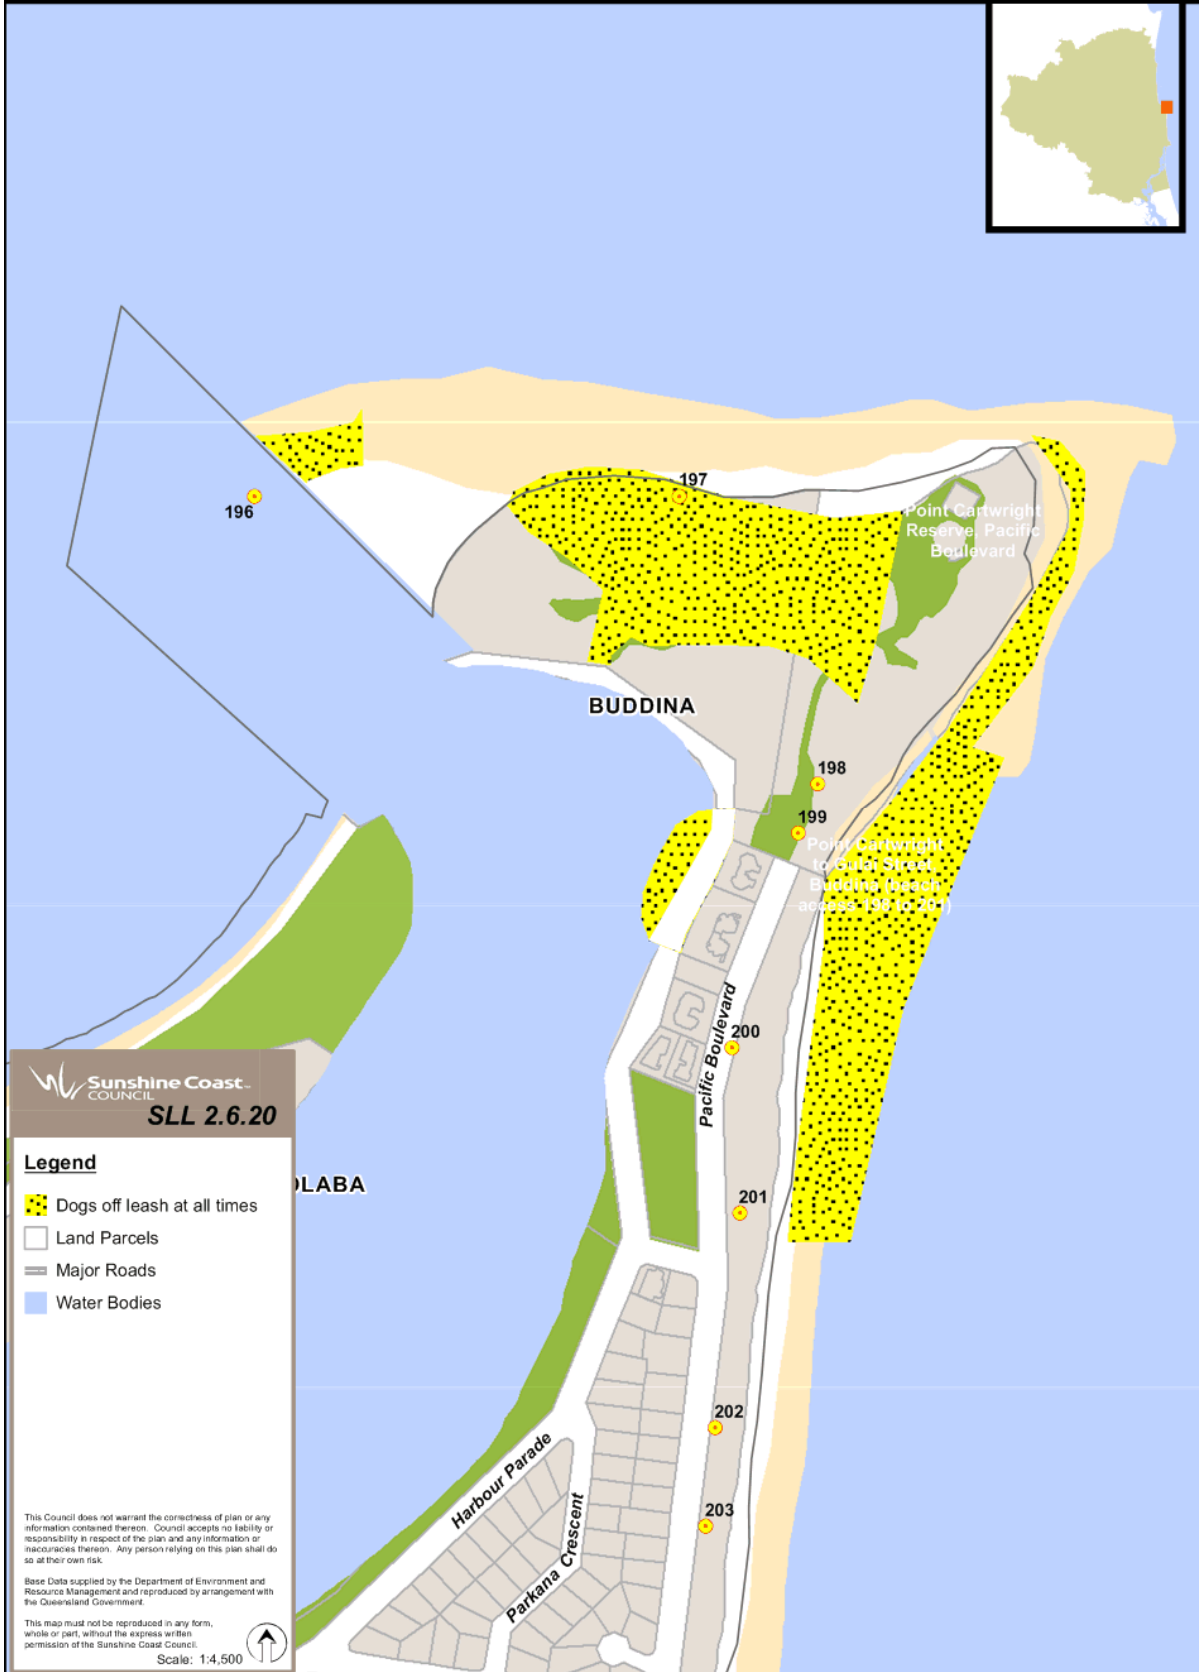 196
197
Point Cartwright
Reserve, Pacific
Boulevard
BUDDINA
198
199
Point Cartwright
to Gulai Street,
Buddina (beach
access 198 to 201)
Pacific Boulevard
200
201
202
203
Harbour Parade
Parkana Crescent
OLABA
Sunshine Coast
COUNCIL
SLL 2.6.20
Legend
Dogs off leash at all times
Land Parcels
Major Roads
Water Bodies
This Council does not warrant the correctness of plan or any
information contained thereon. Council accepts no liability or
responsibility in respect of the plan and any information or
inaccuracies thereon. Any person relying on this plan shall do
so at their own risk.
Base Data supplied by the Department of Environment and
Resource Management and reproduced by arrangement with
the Queensland Government.
This map must not be reproduced in any form,
whole or part, without the express written
permission of the Sunshine Coast Council.
Scale: 1:4,500